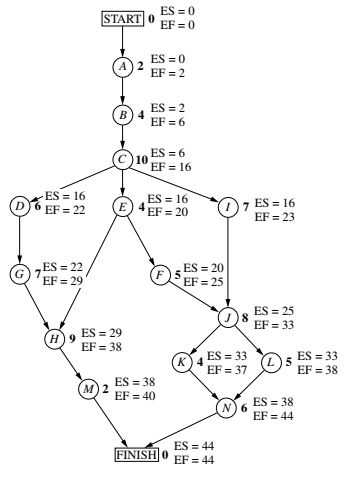 START 0 ES = 0
EF = 0
A 2 ES = 0
EF = 2
B 4 ES = 2
EF = 6
C 10 ES = 6
EF = 16
D 6 ES = 16
EF = 22
E 4 ES = 16
EF = 20
I 7 ES = 16
EF = 23
G 7 ES = 22
EF = 29
F 5 ES = 20
EF = 25
J 8 ES = 25
EF = 33
H 9 ES = 29
EF = 38
K 4 ES = 33
EF = 37
L 5 ES = 33
EF = 38
M 2 ES = 38
EF = 40
N 6 ES = 38
EF = 44
FINISH 0 ES = 44
EF = 44